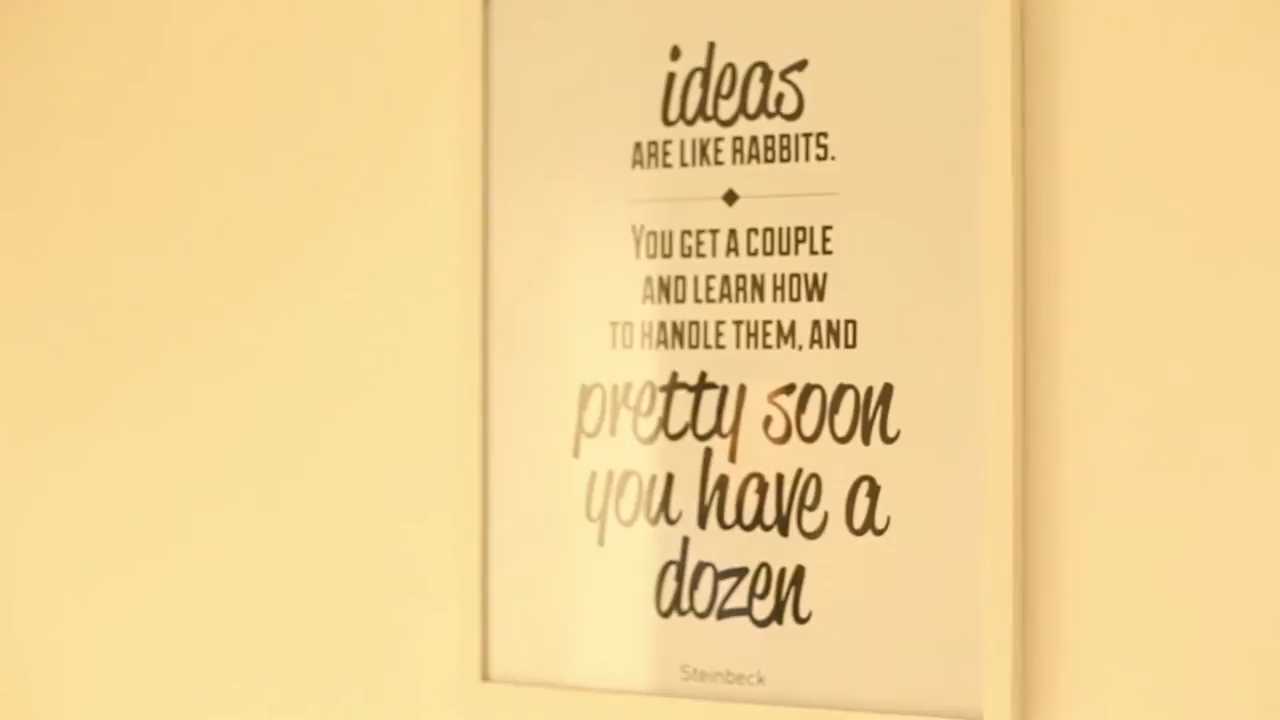 ideas
ARE LIKE RABBITS.
YOU GET A COUPLE
AND LEARN HOW
TO HANDLE THEM, AND
pretty soon
you have a
dozen
Steinbeck